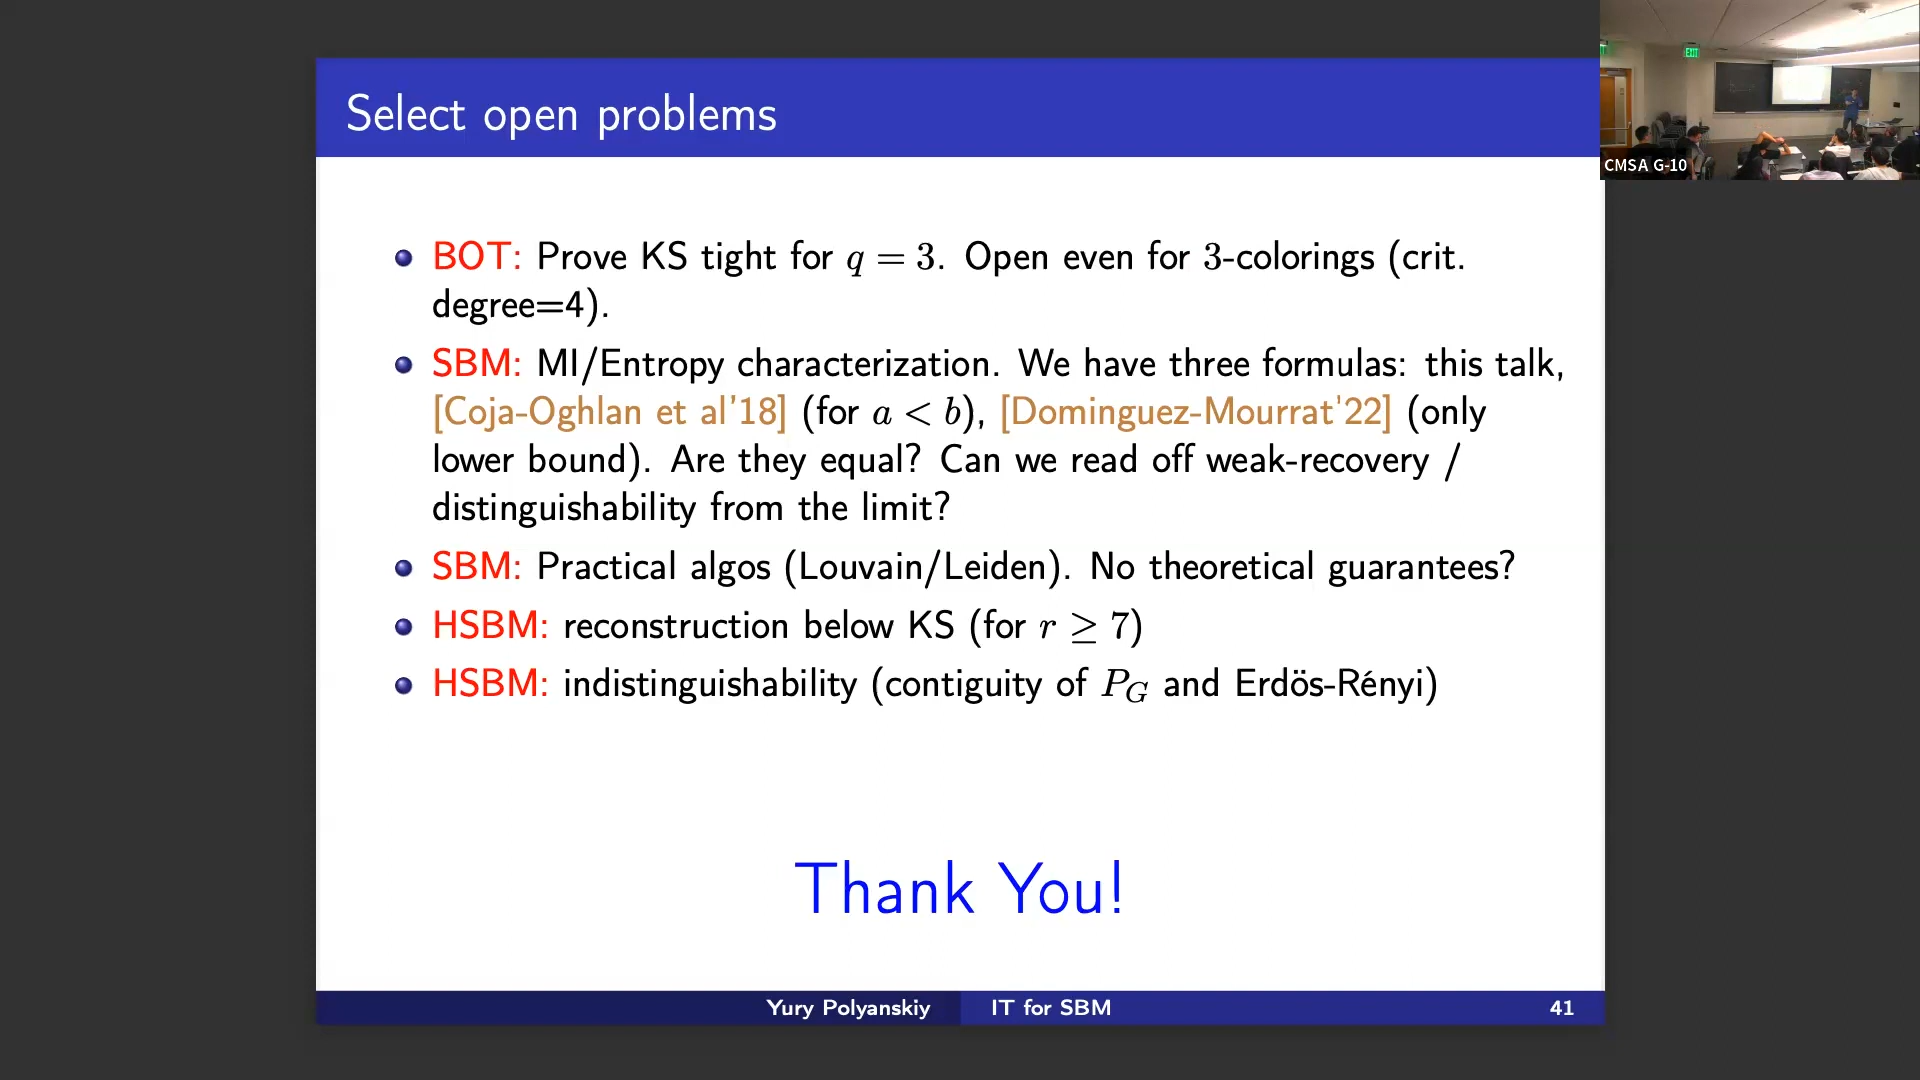 Select open problems
BOT: Prove KS tight for q = 3. Open even for 3-colorings (crit.
degree=4).
SBM: MI/Entropy characterization. We have three formulas: this talk,
[Coja-Oghlan et al'18] (for a < b), [Dominguez-Mourrat'22] (only
lower bound). Are they equal? Can we read off weak-recovery /
distinguishability from the limit?
SBM: Practical algos (Louvain/Leiden). No theoretical guarantees?
HSBM: reconstruction below KS (for r ≥ 7)
HSBM: indistinguishability (contiguity of P_G and Erdös-Rényi)
Thank You!
Yury Polyanskiy
IT for SBM
41
EXIT
CMSA G-10